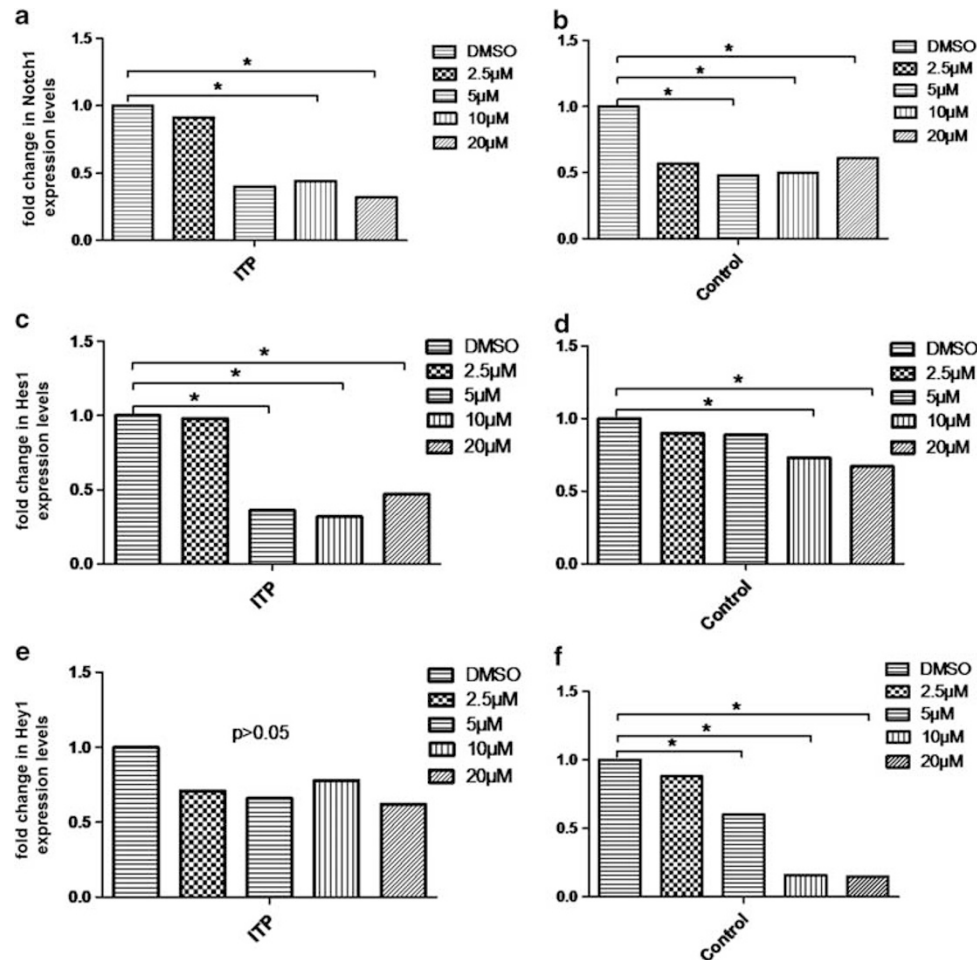 a
fold change in Notch1
expression levels
1.5
1.0
0.5
0.0
*
*
ITP
DMSO
2.5µM
5µM
10µM
20µM
b
1.5
1.0
0.5
0.0
*
*
*
Control
DMSO
2.5µM
5µM
10µM
20µM
c
fold change in Hes1
expression levels
1.5
1.0
0.5
0.0
*
*
*
ITP
DMSO
2.5µM
5µM
10µM
20µM
d
1.5
1.0
0.5
0.0
*
*
Control
DMSO
2.5µM
5µM
10µM
20µM
e
fold change in Hey1
expression levels
1.5
1.0
0.5
0.0
p>0.05
ITP
DMSO
2.5µM
5µM
10µM
20µM
f
1.5
1.0
0.5
0.0
*
*
*
Control
DMSO
2.5µM
5µM
10µM
20µM